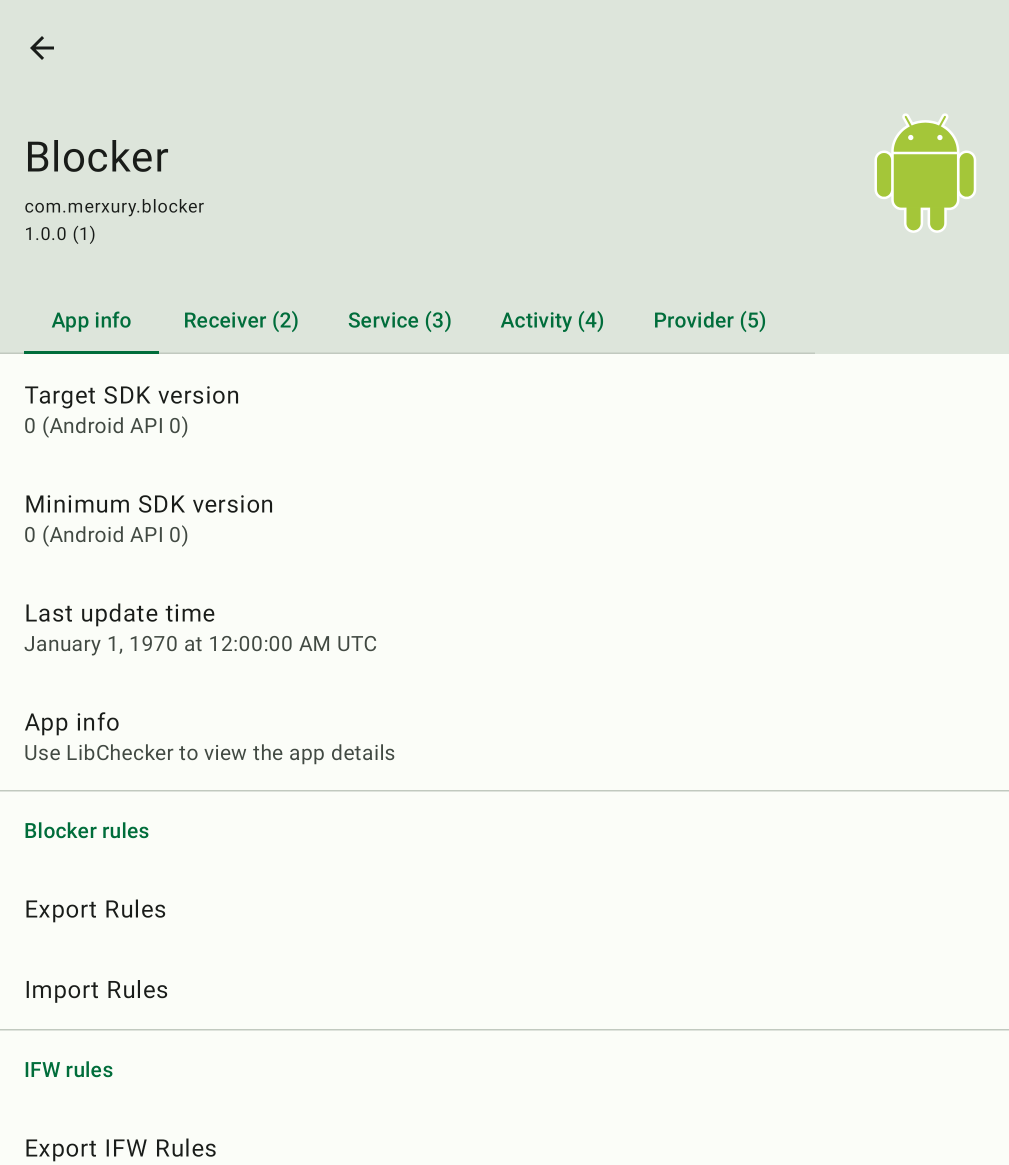 Blocker
com.merxury.blocker
1.0.0 (1)
App info Receiver (2) Service (3) Activity (4) Provider (5)
Target SDK version
0 (Android API 0)
Minimum SDK version
0 (Android API 0)
Last update time
January 1, 1970 at 12:00:00 AM UTC
App info
Use LibChecker to view the app details
Blocker rules
Export Rules
Import Rules
IFW rules
Export IFW Rules